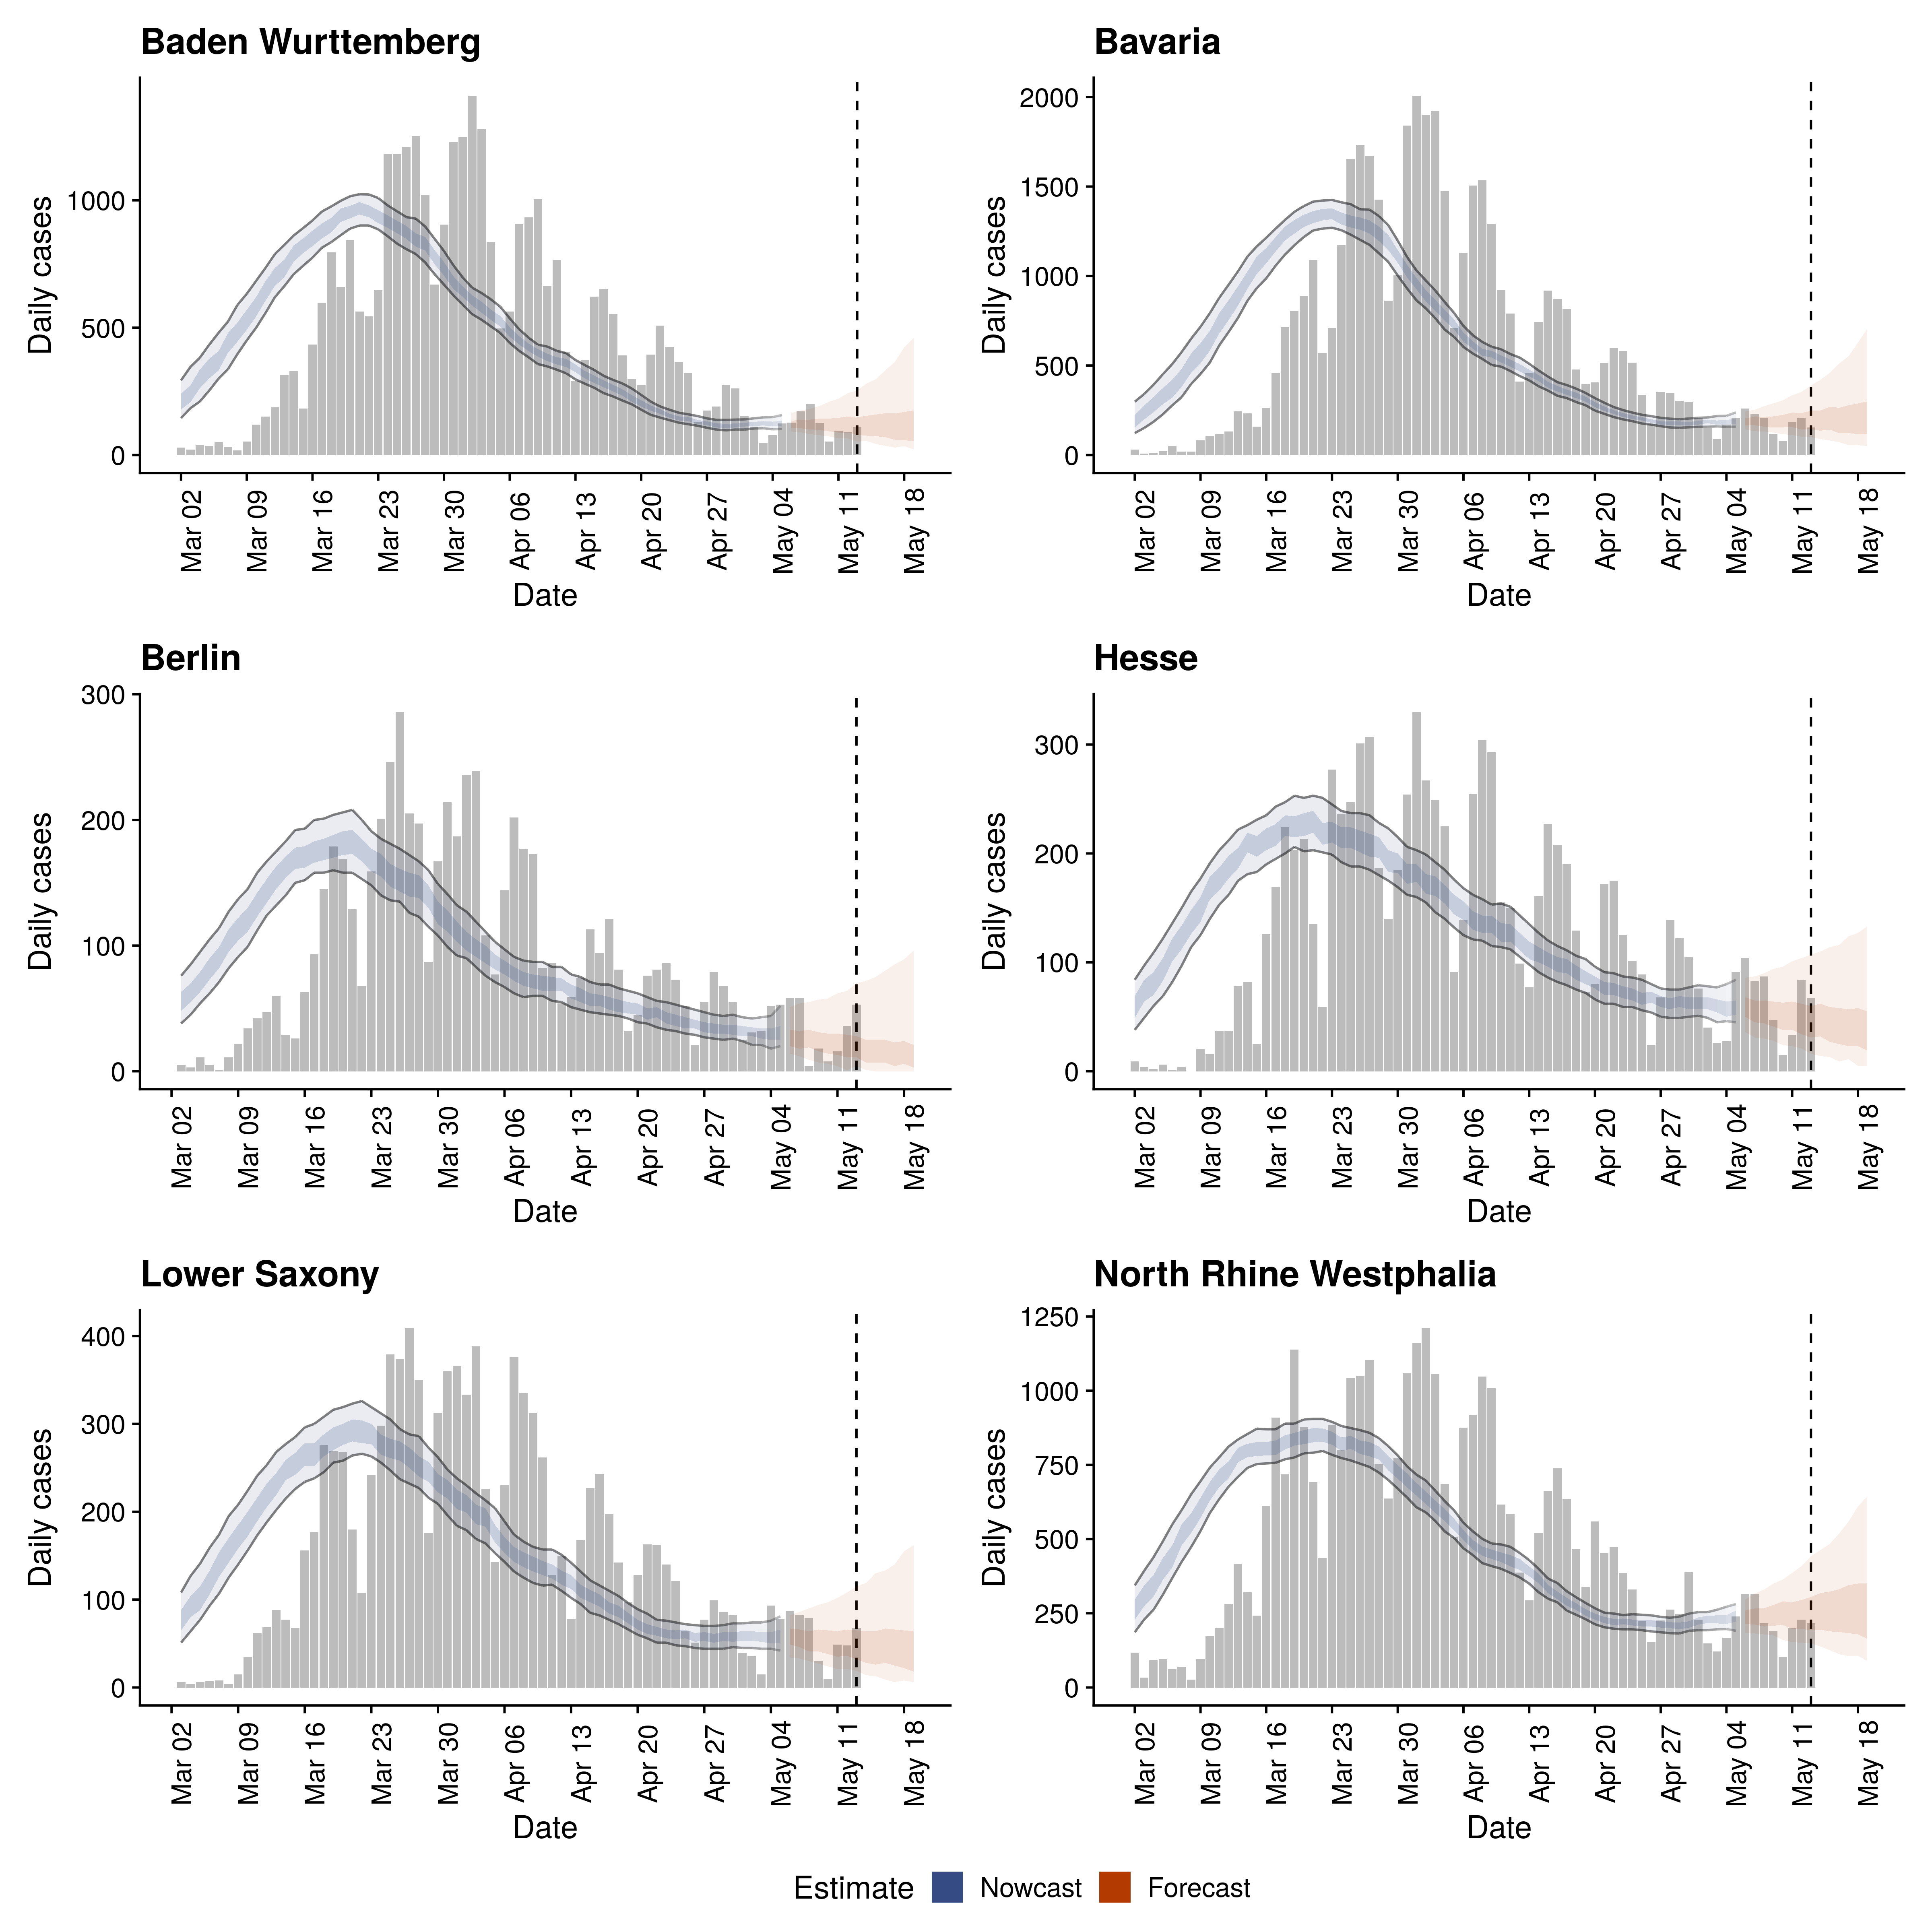 Baden Wurttemberg
Daily cases
1000
500
0
Mar 02
Mar 09
Mar 16
Mar 23
Mar 30
Apr 06
Apr 13
Apr 20
Apr 27
May 04
May 11
May 18
Date
Bavaria
Daily cases
2000
1500
1000
500
0
Mar 02
Mar 09
Mar 16
Mar 23
Mar 30
Apr 06
Apr 13
Apr 20
Apr 27
May 04
May 11
May 18
Date
Berlin
Daily cases
300
200
100
0
Mar 02
Mar 09
Mar 16
Mar 23
Mar 30
Apr 06
Apr 13
Apr 20
Apr 27
May 04
May 11
May 18
Date
Hesse
Daily cases
300
200
100
0
Mar 02
Mar 09
Mar 16
Mar 23
Mar 30
Apr 06
Apr 13
Apr 20
Apr 27
May 04
May 11
May 18
Date
Lower Saxony
Daily cases
400
300
200
100
0
Mar 02
Mar 09
Mar 16
Mar 23
Mar 30
Apr 06
Apr 13
Apr 20
Apr 27
May 04
May 11
May 18
Date
North Rhine Westphalia
Daily cases
1250
1000
750
500
250
0
Mar 02
Mar 09
Mar 16
Mar 23
Mar 30
Apr 06
Apr 13
Apr 20
Apr 27
May 04
May 11
May 18
Date
Estimate Nowcast Forecast